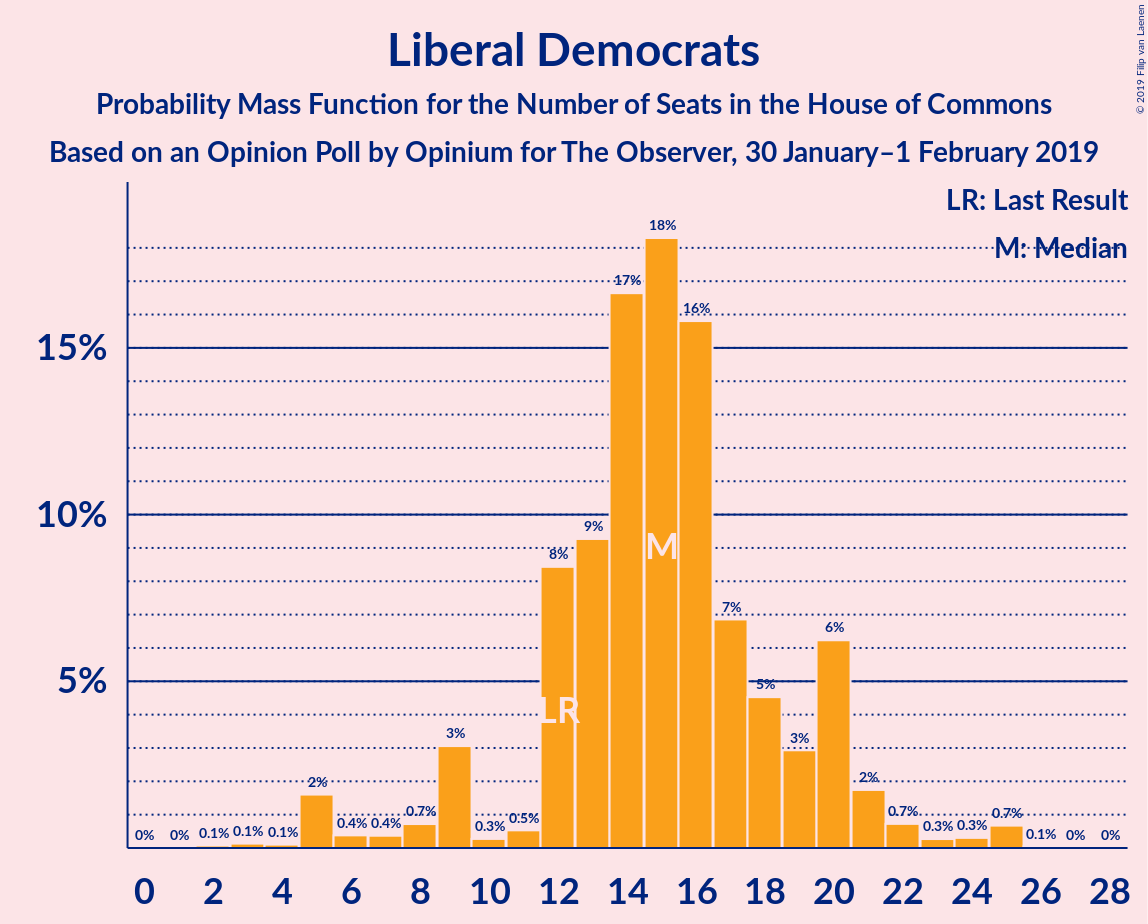 © 2019 Filip van Laenen
Liberal Democrats
Probability Mass Function for the Number of Seats in the House of Commons
Based on an Opinion Poll by Opinium for The Observer, 30 January–1 February 2019
LR: Last Result
M: Median
15%
10%
5%
0% 0% 0.1% 0.1% 0.1% 2% 0.4% 0.4% 0.7% 3% 0.3% 0.5% 8% 9% 17% 18% 16% 7% 5% 3% 6% 2% 0.7% 0.3% 0.3% 0.7% 0.1% 0% 0%
M
LR
0 2 4 6 8 10 12 14 16 18 20 22 24 26 28